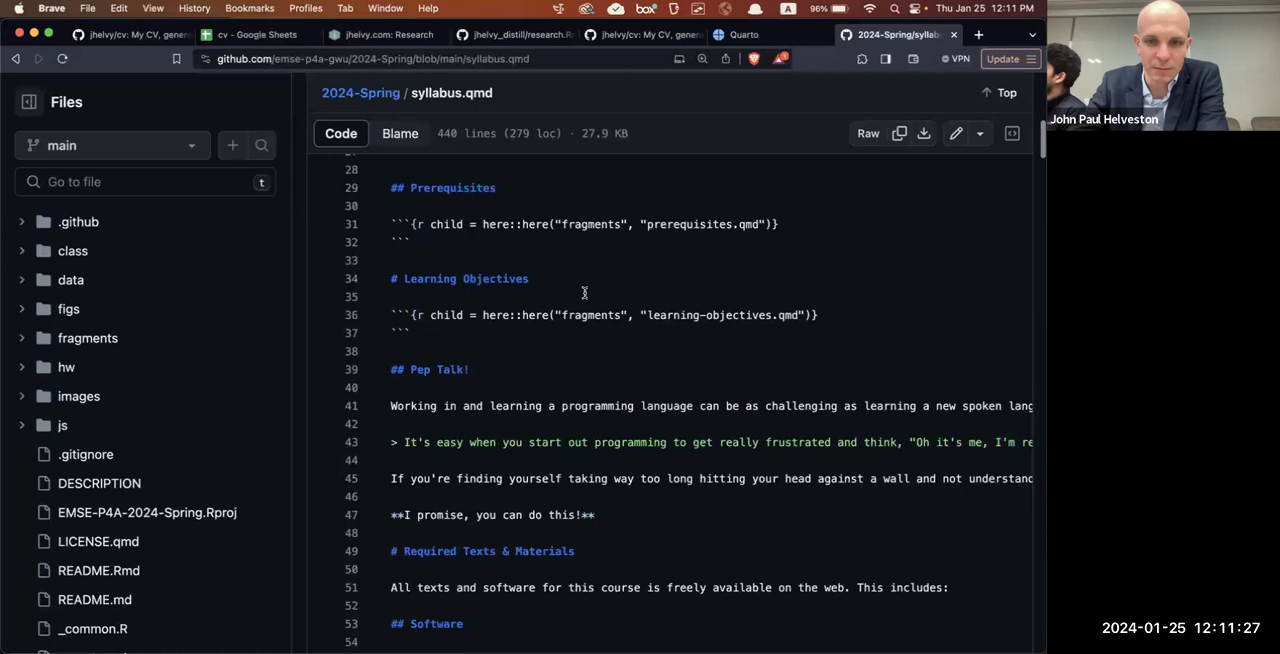 Brave File Edit View History Bookmarks Profiles Tab Window Help box A 96% Thu Jan 25 12:11 PM
jhelvy/cv: My CV, gener cv - Google Sheets jhelvy.com: Research jhelvy_distill/research.R jhelvy/cv: My CV, gener Quarto 2024-Spring/syllab
github.com/emse-p4a-gwu/2024-Spring/blob/main/syllabus.qmd VPN Update
John Paul Helveston
Files
2024-Spring / syllabus.qmd
Top
main
Code Blame 440 lines (279 loc) · 27.9 KB Raw
Go to file t
.github
class
data
figs
fragments
hw
images
js
.gitignore
DESCRIPTION
EMSE-P4A-2024-Spring.Rproj
LICENSE.qmd
README.Rmd
README.md
_common.R
28
29 ## Prerequisites
30
31 ```{r child = here::here("fragments", "prerequisites.qmd")}
32 ```
33
34 # Learning Objectives
35
36 ```{r child = here::here("fragments", "learning-objectives.qmd")}
37 ```
38
39 ## Pep Talk!
40
41 Working in and learning a programming language can be as challenging as learning a new spoken lang
42
43 > It's easy when you start out programming to get really frustrated and think, "Oh it's me, I'm re
44
45 If you're finding yourself taking way too long hitting your head against a wall and not understand
46
47 **I promise, you can do this!**
48
49 # Required Texts & Materials
50
51 All texts and software for this course is freely available on the web. This includes:
52
53 ## Software
54
2024-01-25 12:11:27